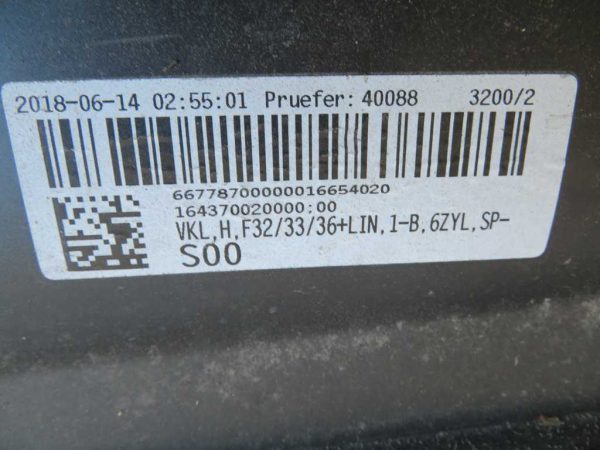 2018-06-14 02:55:01 Pruefer: 40088 3200/2
66778700000016654020
164370020000;00
VKL,H,F32/33/36+LIN,1-B,6ZYL,SP-
S00